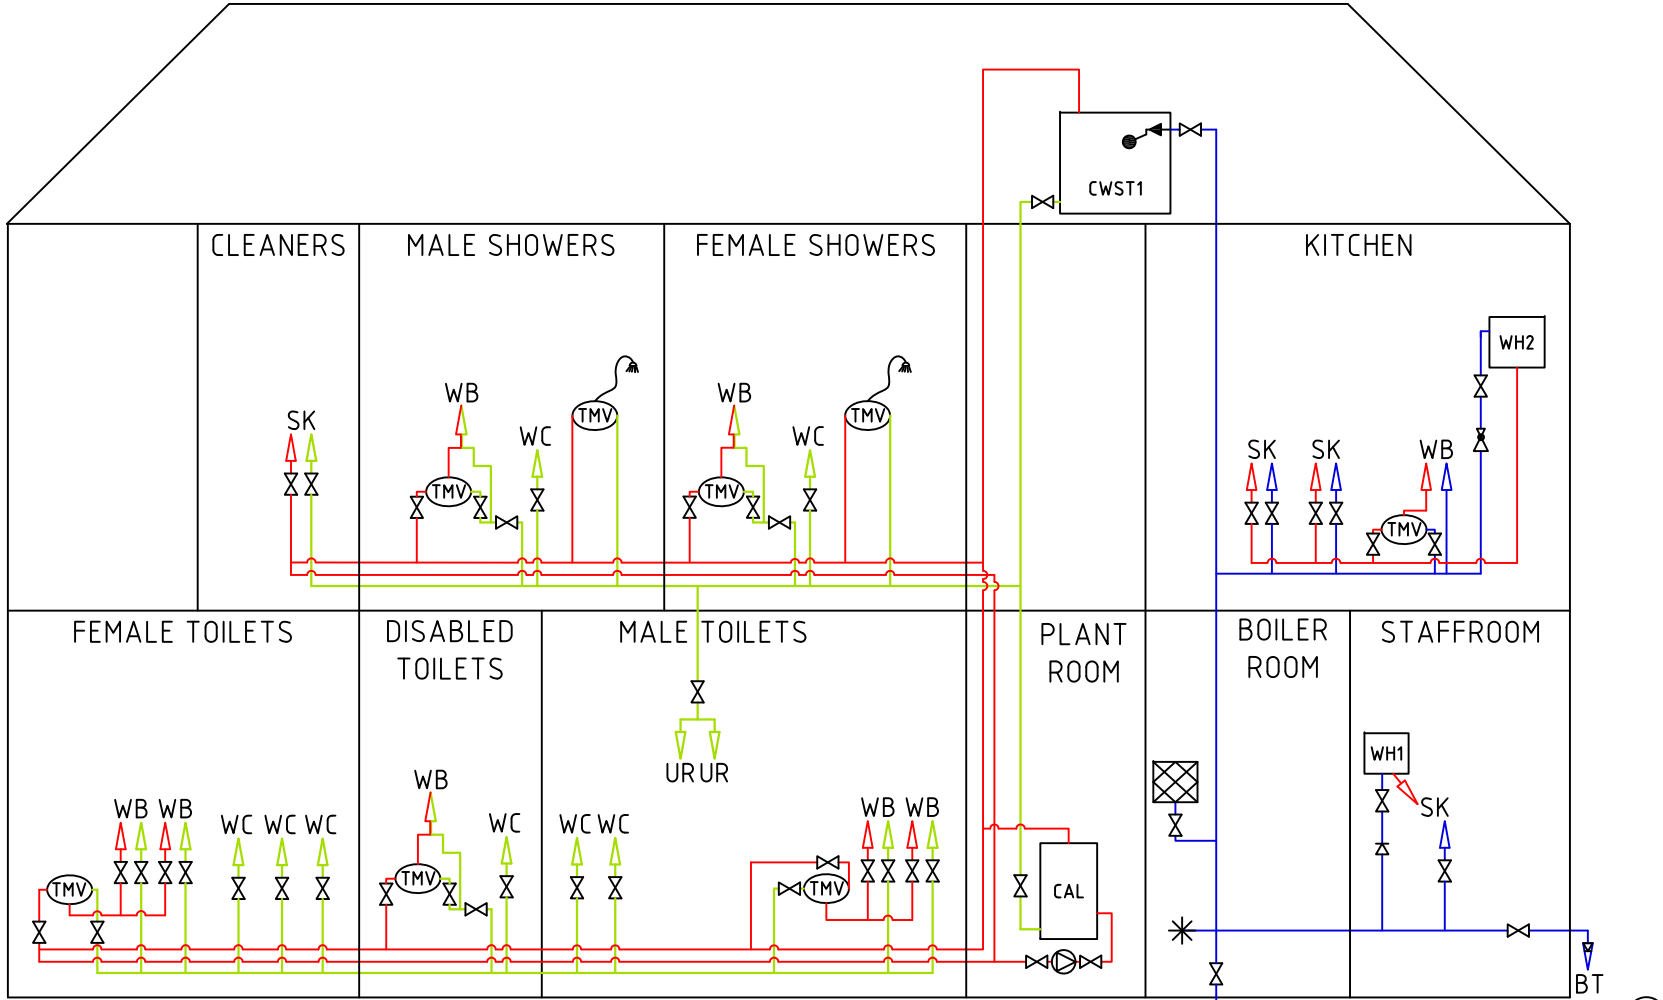 CWST1
CLEANERS
MALE SHOWERS
FEMALE SHOWERS
KITCHEN
WH2
WB
TMV
WB
TMV
SK
WC
WC
SK
SK
WB
TMV
TMV
TMV
FEMALE TOILETS
DISABLED
TOILETS
MALE TOILETS
PLANT
ROOM
BOILER
ROOM
STAFFROOM
WH1
UR UR
WB
SK
WB WB
WC WC WC
WC
WC WC
WB WB
TMV
TMV
TMV
CAL
BT